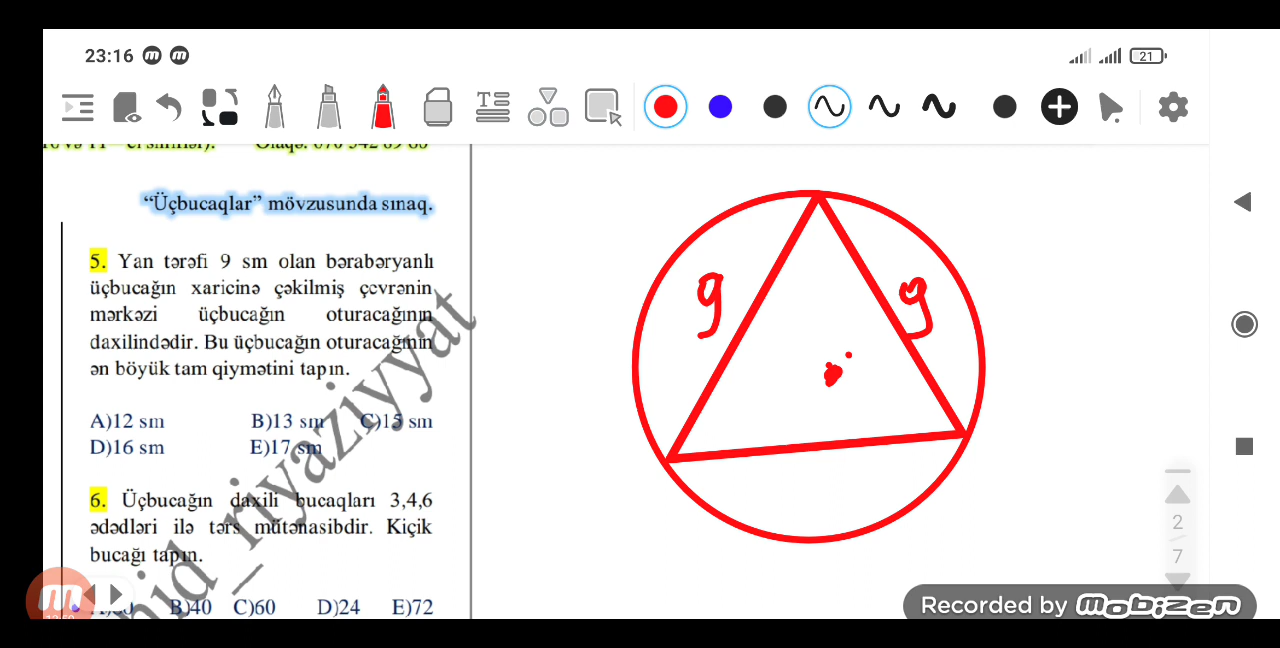 23:16
21
“Üçbucaqlar” mövzusunda sınaq.
5. Yan tərəfi 9 sm olan bərabəryanlı
üçbucağın xaricinə çəkilmiş çevrənin
mərkəzi üçbucağın oturacağının
daxilindədir. Bu üçbucağın oturacağının
ən böyük tam qiymətini tapın.
A)12 sm B)13 sm C)15 sm
D)16 sm E)17 sm
6. Üçbucağın daxili bucaqları 3,4,6
ədədləri ilə tərs mütənasibdir. Kiçik
bucağı tapın.
B)40 C)60 D)24 E)72
9 9
2
7
Recorded by mobizen